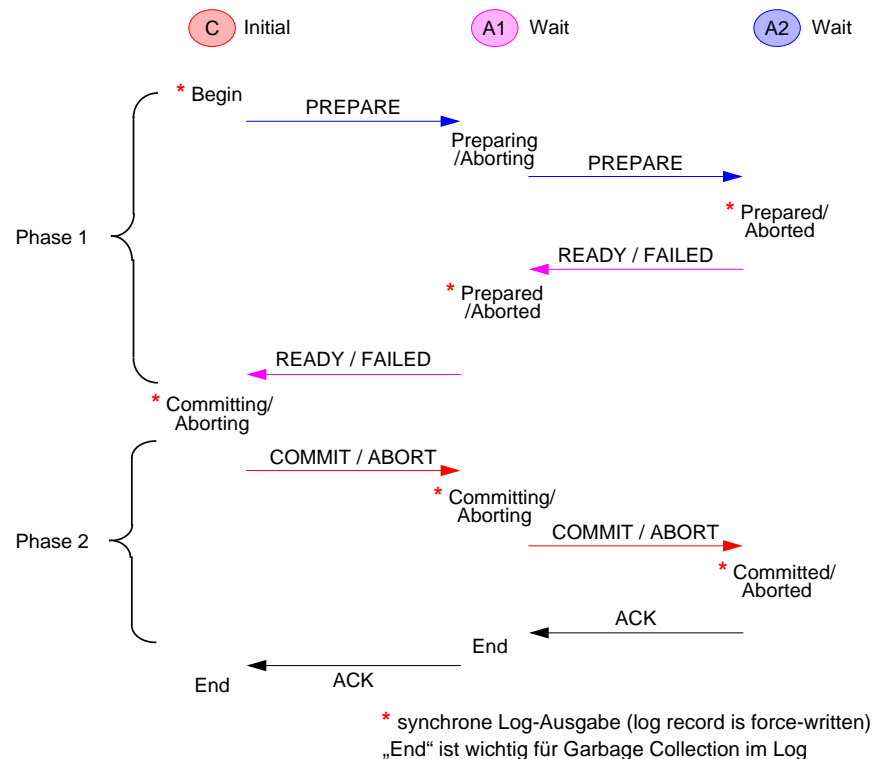 C Initial A1 Wait A2 Wait
* Begin
PREPARE
Preparing
/Aborting
PREPARE
* Prepared/
Aborted
Phase 1
READY / FAILED
* Prepared
/Aborted
READY / FAILED
* Committing/
Aborting
COMMIT / ABORT
* Committing/
Aborting
COMMIT / ABORT
Phase 2
* Committed/
Aborted
ACK
End
ACK
End
* synchrone Log-Ausgabe (log record is force-written)
„End“ ist wichtig für Garbage Collection im Log